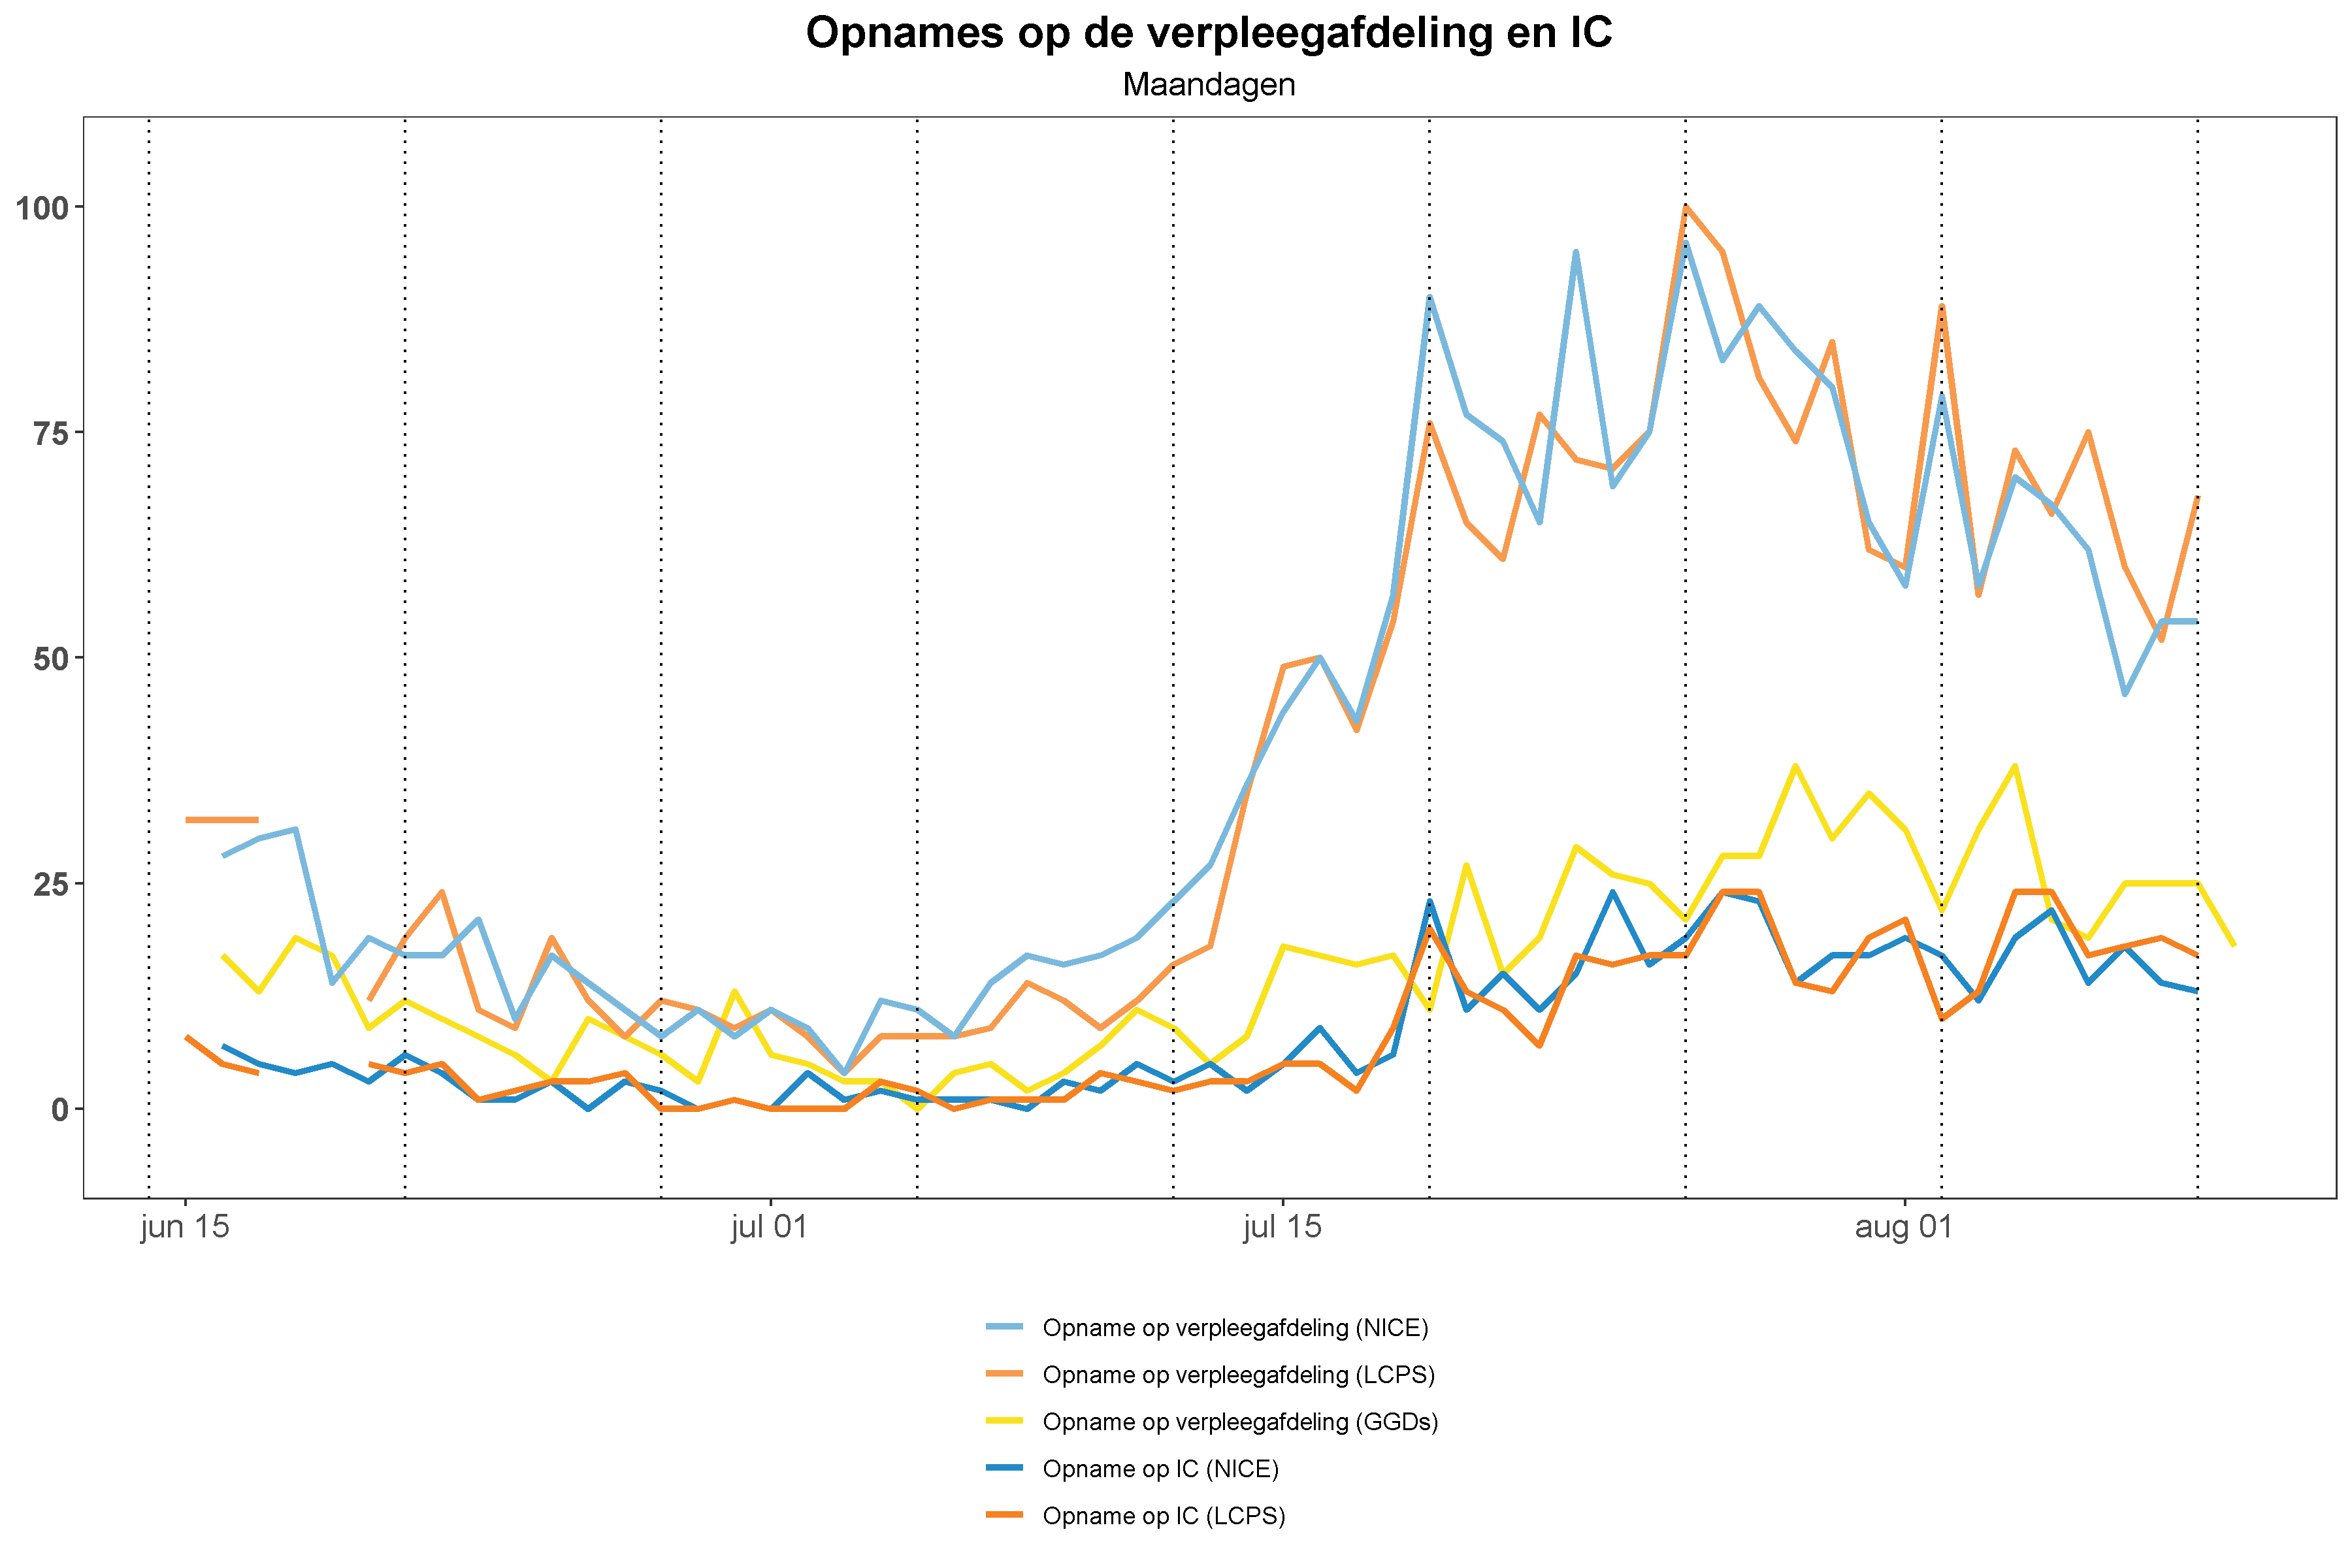 Opnames op de verpleegafdeling en IC
Maandagen
100
75
50
25
0
jun 15
jul 01
jul 15
aug 01
Opname op verpleegafdeling (NICE)
Opname op verpleegafdeling (LCPS)
Opname op verpleegafdeling (GGDs)
Opname op IC (NICE)
Opname op IC (LCPS)